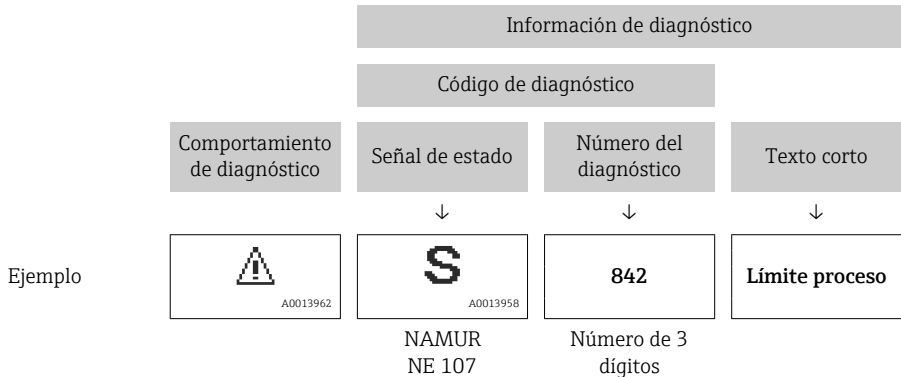 Información de diagnóstico
Código de diagnóstico
Comportamiento
de diagnóstico
Señal de estado
Número del
diagnóstico
Texto corto
↓ ↓ ↓
Ejemplo
A0013962
S
A0013958
842
Límite proceso
NAMUR
NE 107
Número de 3
dígitos